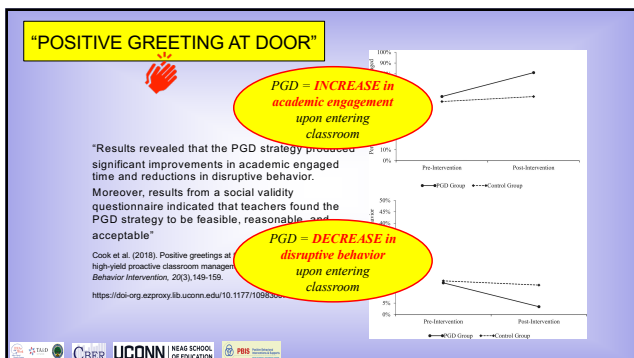 “POSITIVE GREETING AT DOOR”
PGD = INCREASE in
academic engagement
upon entering
classroom
“Results revealed that the PGD strategy produced
significant improvements in academic engaged
time and reductions in disruptive behavior.
Moreover, results from a social validity
questionnaire indicated that teachers found the
PGD strategy to be feasible, reasonable, and
acceptable”
Cook et al. (2018). Positive greetings at
high-yield proactive classroom
Behavior Intervention, 20(3),149-159.
https://doi-org.ezproxy.lib.uconn.edu/10.1177/
100%
90%
10%
0%
Pre-Intervention Post-Intervention
PGD Group Control Group
PGD = DECREASE in
disruptive behavior
upon entering
classroom
50%
45%
5%
0%
Pre-Intervention Post-Intervention
PGD Group Control Group
CBER
UCONN
NEAG SCHOOL
OF EDUCATION
PBIS